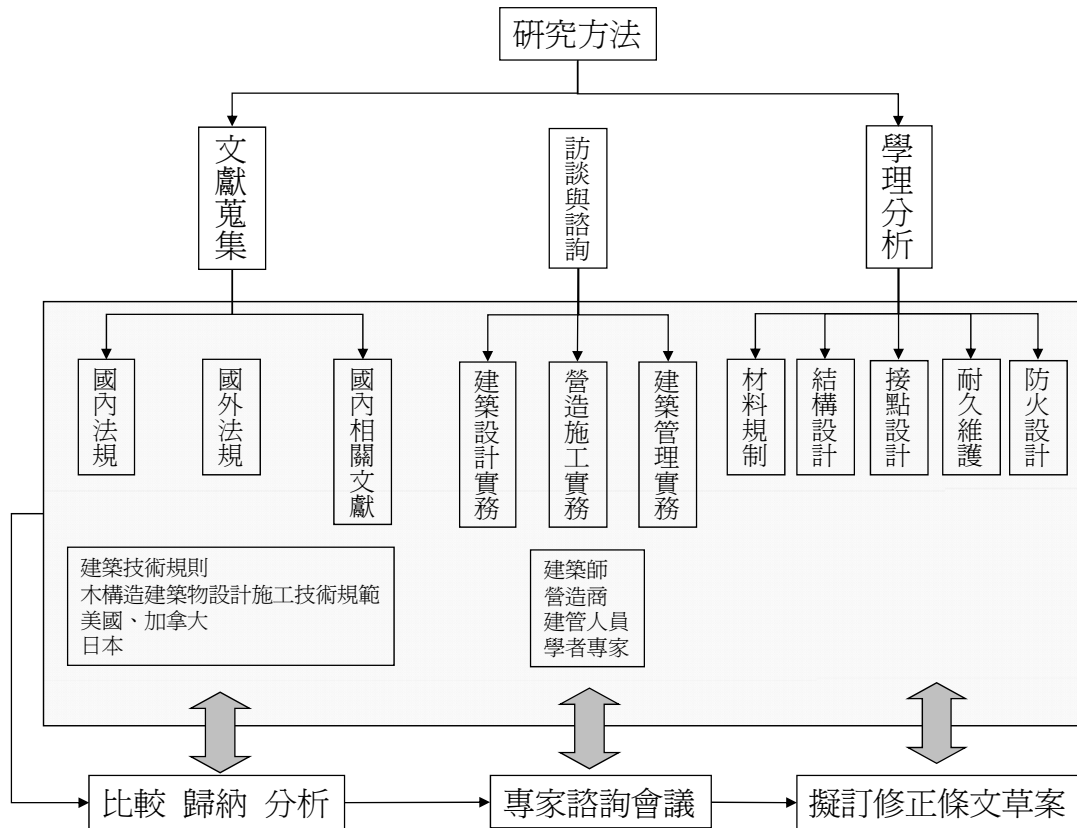 研究方法
文獻蒐集
訪談與諮詢
學理分析
國內法規
國外法規
國內相關文獻
建築設計實務
營造施工實務
建築管理實務
材料規制
結構設計
接點設計
耐久維護
防火設計
建築技術規則
木構造建築物設計施工技術規範
美國、加拿大
日本
建築師
營造商
建管人員
學者專家
比較 歸納 分析
專家諮詢會議
擬訂修正條文草案